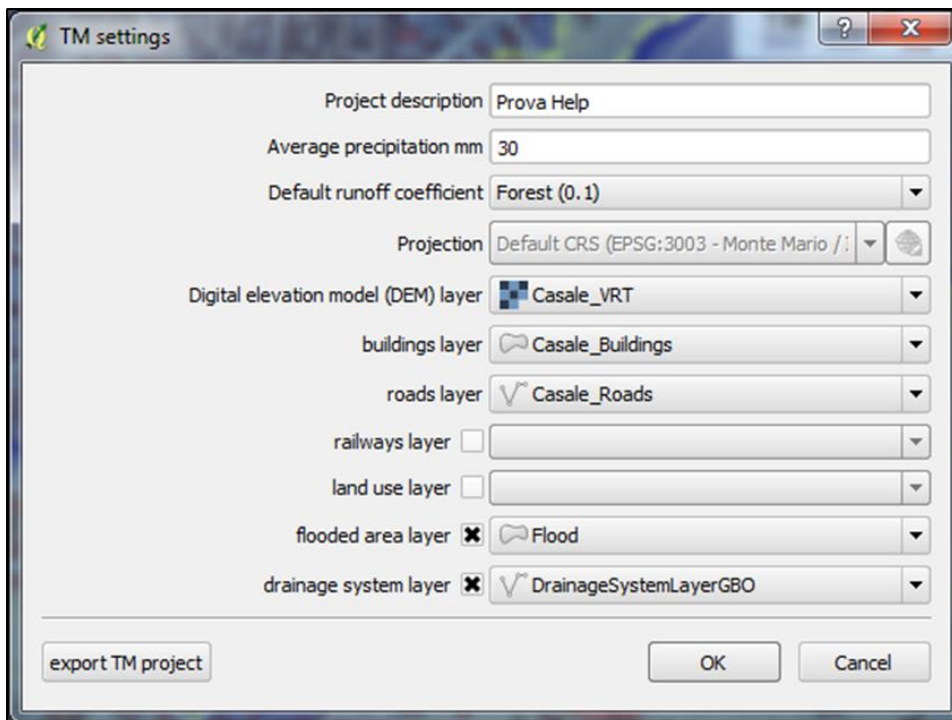 TM settings
Project description Prova Help
Average precipitation mm 30
Default runoff coefficient Forest (0.1)
Projection Default CRS (EPSG:3003 - Monte Mario /
Digital elevation model (DEM) layer Casale_VRT
buildings layer Casale_Buildings
roads layer Casale_Roads
railways layer
land use layer
flooded area layer Flood
drainage system layer DrainageSystemLayerGBO
export TM project OK Cancel